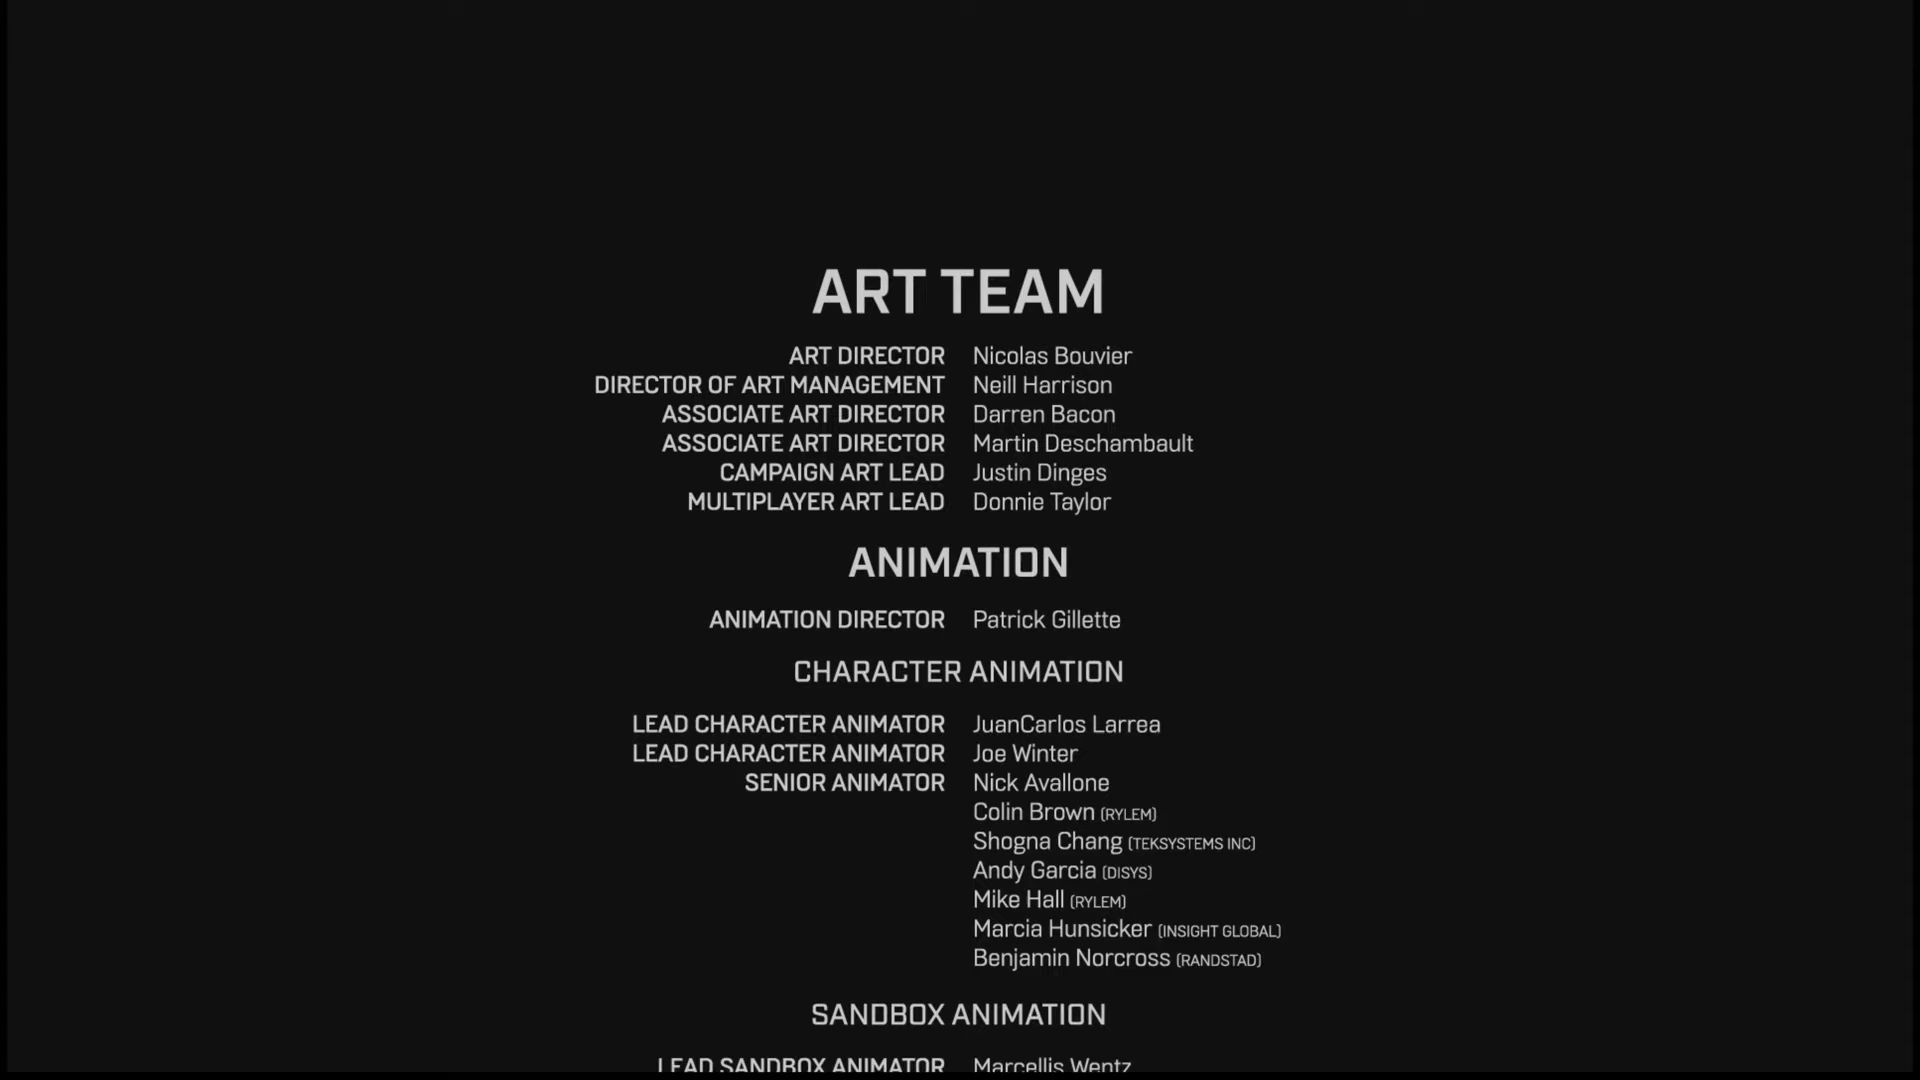 ART TEAM
ART DIRECTOR Nicolas Bouvier
DIRECTOR OF ART MANAGEMENT Neill Harrison
ASSOCIATE ART DIRECTOR Darren Bacon
ASSOCIATE ART DIRECTOR Martin Deschambault
CAMPAIGN ART LEAD Justin Dinges
MULTIPLAYER ART LEAD Donnie Taylor
ANIMATION
ANIMATION DIRECTOR Patrick Gillette
CHARACTER ANIMATION
LEAD CHARACTER ANIMATOR JuanCarlos Larrea
LEAD CHARACTER ANIMATOR Joe Winter
SENIOR ANIMATOR Nick Avallone
Colin Brown (RYLEM)
Shogna Chang (TEKSYSTEMS INC)
Andy Garcia (DISYS)
Mike Hall (RYLEM)
Marcia Hunsicker (INSIGHT GLOBAL)
Benjamin Norcross (RANDSTAD)
SANDBOX ANIMATION
LEAD SANDBOX ANIMATOR Marcellis Wentz